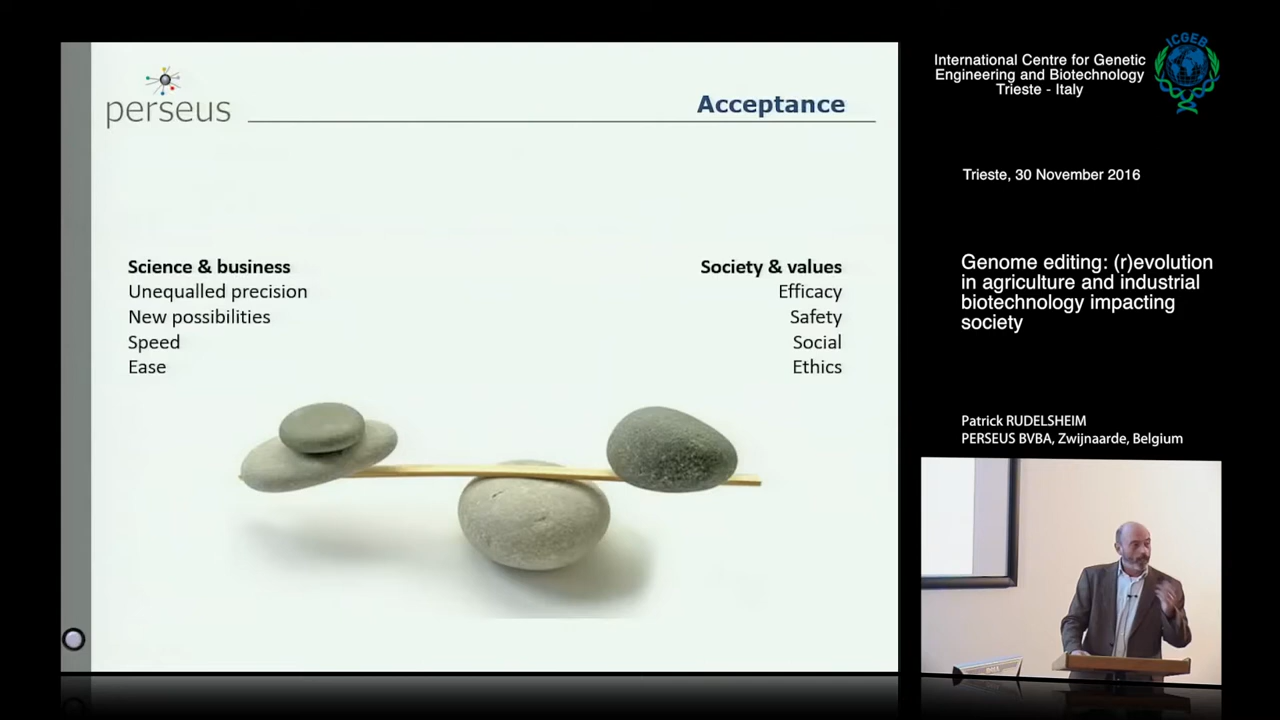 perseus
Acceptance
Science & business
Unequalled precision
New possibilities
Speed
Ease
Society & values
Efficacy
Safety
Social
Ethics
International Centre for Genetic
Engineering and Biotechnology
Trieste - Italy
ICGEB
Trieste, 30 November 2016
Genome editing: (r)evolution
in agriculture and industrial
biotechnology impacting
society
Patrick RUDELSHEIM
PERSEUS BVBA, Zwijnaarde, Belgium